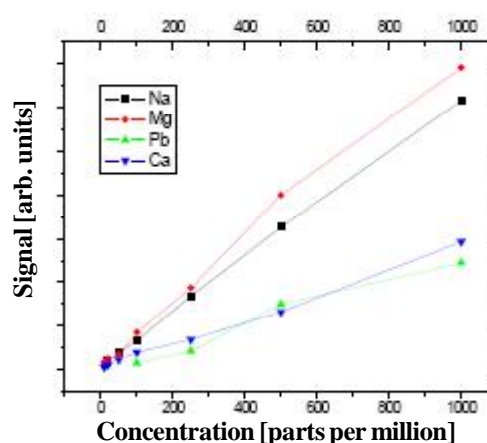 0 200 400 600 800 1000
Na
Mg
Pb
Ca
Signal [arb. units]
0 200 400 600 800 1000
Concentration [parts per million]